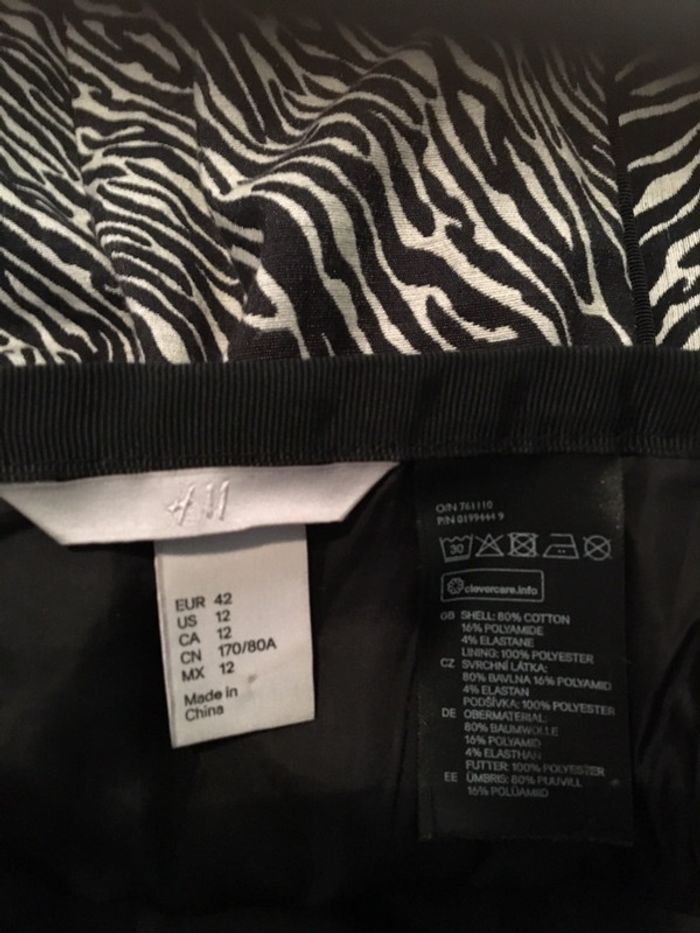 EUR 42
US 12
CA 12
CN 170/80A
MX 12
Made in
China
O/N 761110
P/N 01994449
30
clevercare.info
GB SHELL: 80% COTTON
16% POLYAMIDE
4% ELASTANE
LINING: 100% POLYESTER
CZ SVRCHNÍ LÁTKA:
80% BAVLNA 16% POLYAMID
4% ELASTAN
PODŠÍVKA: 100% POLYESTER
DE OBERMATERIAL:
80% BAUMWOLLE
16% POLYAMID
4% ELASTHAN
FUTTER: 100% POLYESTER
EE ÜMBRIS: 80% PUUVILL
16% POLÜAMIID